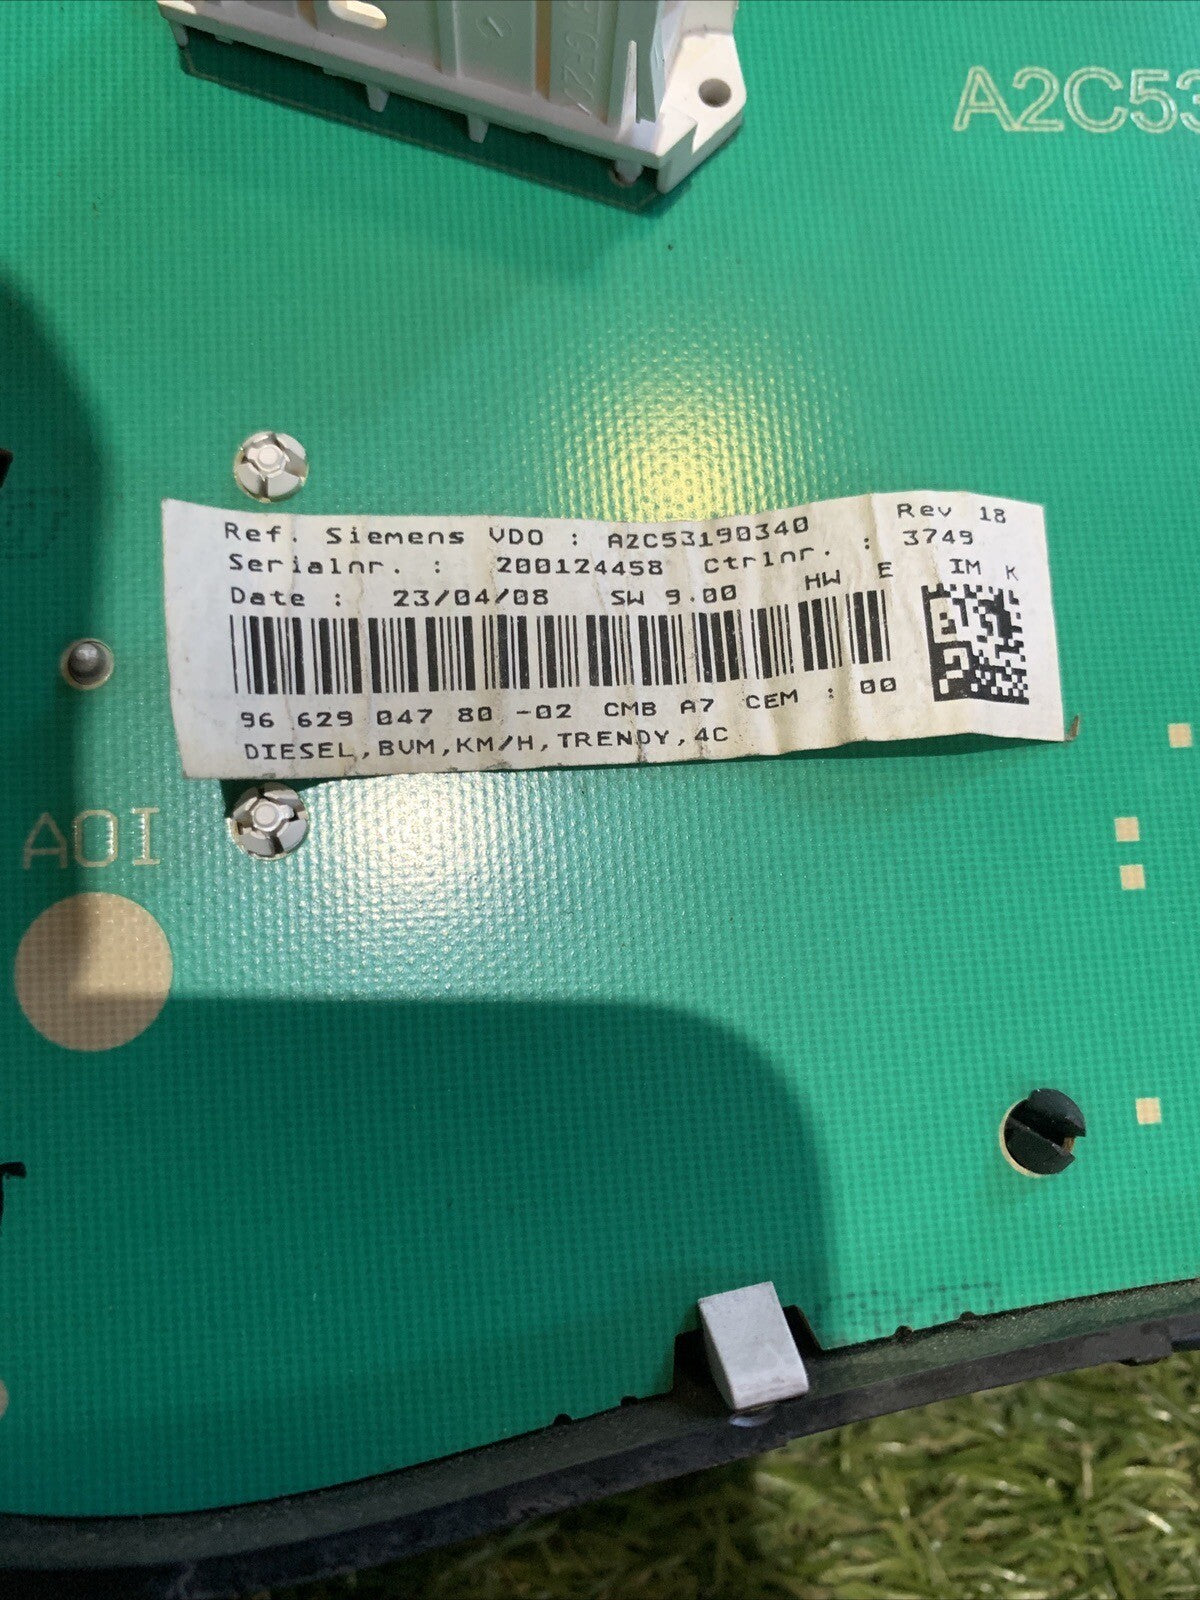 A2C53
Ref. Siemens VDO : A2C53190340 Rev 18
Serialnr. : 200124458 Ctrlnr. : 3749
Date : 23/04/08 SW 9.00 HW E IM K
96 629 047 80 -02 CMB A7 CEM : 00
DIESEL,BVM,KM/H,TRENDY,4C
AOI